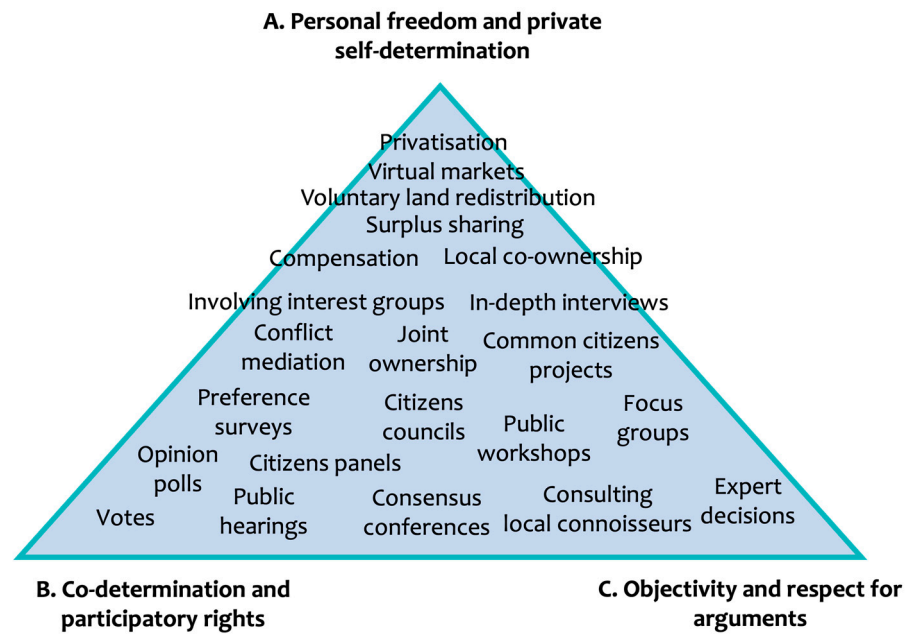 A. Personal freedom and private
self-determination
Privatisation
Virtual markets
Voluntary land redistribution
Surplus sharing
Compensation
Local co-ownership
Involving interest groups
In-depth interviews
Conflict
mediation
Joint
ownership
Common citizens
projects
Preference
surveys
Citizens
councils
Public
workshops
Focus
groups
Opinion
polls
Citizens panels
Votes
Public
hearings
Consensus
conferences
Consulting
local connoisseurs
Expert
decisions
B. Co-determination and
participatory rights
C. Objectivity and respect for
arguments